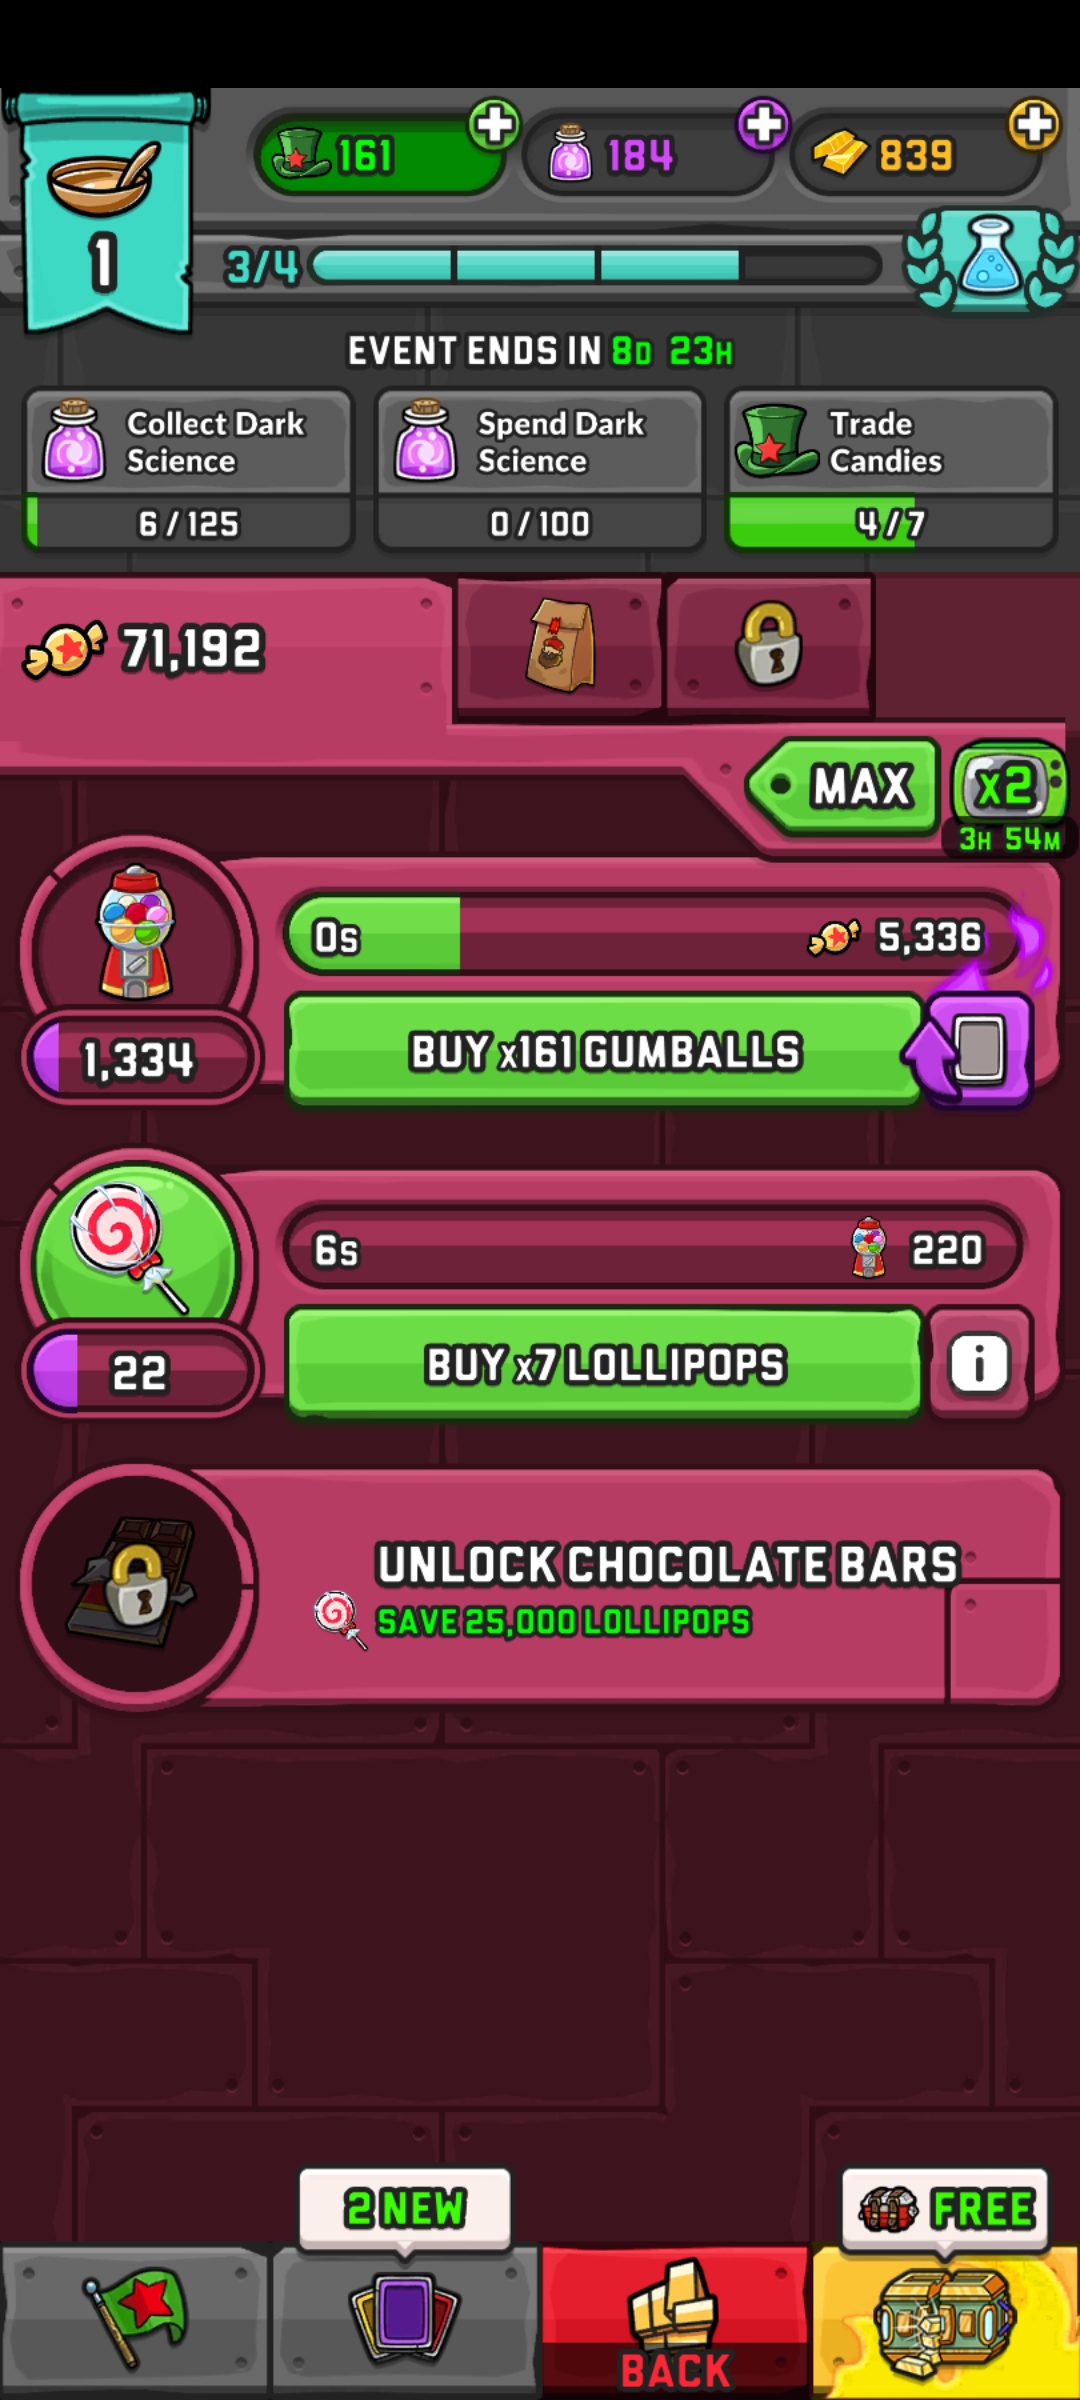 161
184
839
1
3/4
EVENT ENDS IN 8D 23H
Collect Dark
Science
6 / 125
Spend Dark
Science
0 / 100
Trade
Candies
4 / 7
71,192
MAX
x2
3H 54M
0s
5,336
1,334
BUY x161 GUMBALLS
6s
220
22
BUY x7 LOLLIPOPS
i
UNLOCK CHOCOLATE BARS
SAVE 25,000 LOLLIPOPS
2 NEW
FREE
BACK